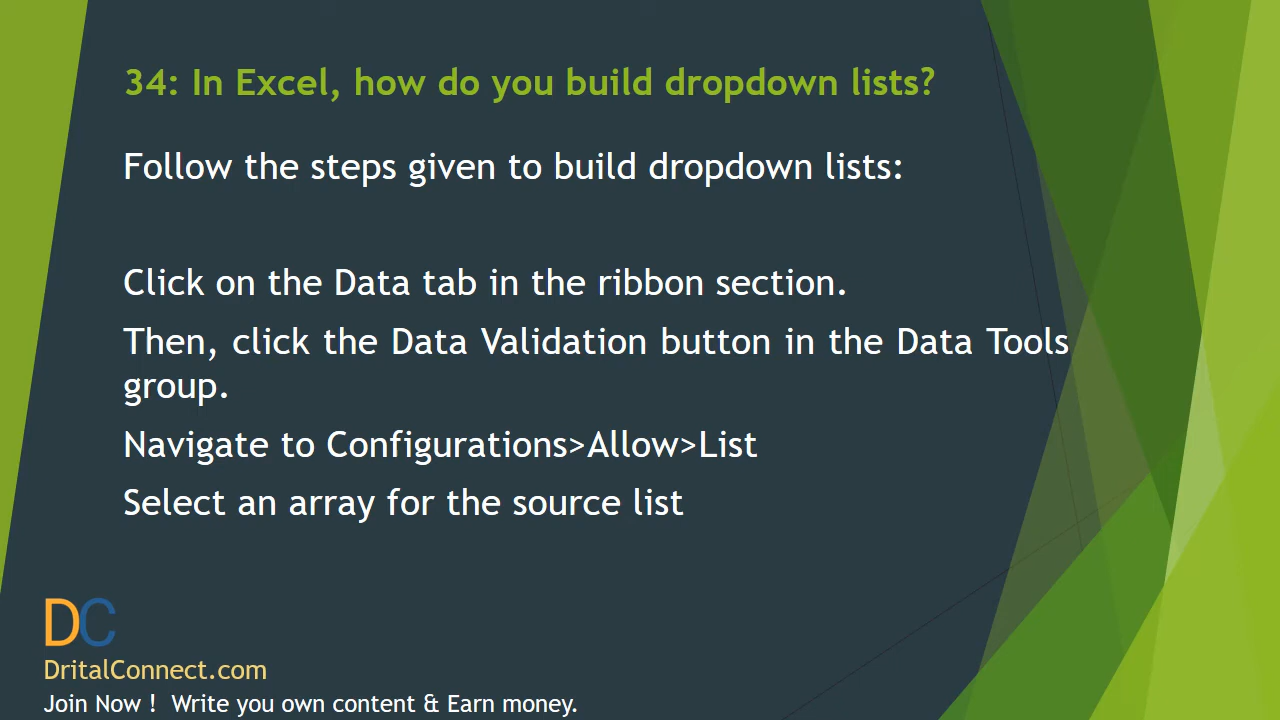 34: In Excel, how do you build dropdown lists?
Follow the steps given to build dropdown lists:
Click on the Data tab in the ribbon section.
Then, click the Data Validation button in the Data Tools
group.
Navigate to Configurations>Allow>List
Select an array for the source list
DC
DritalConnect.com
Join Now !  Write you own content & Earn money.